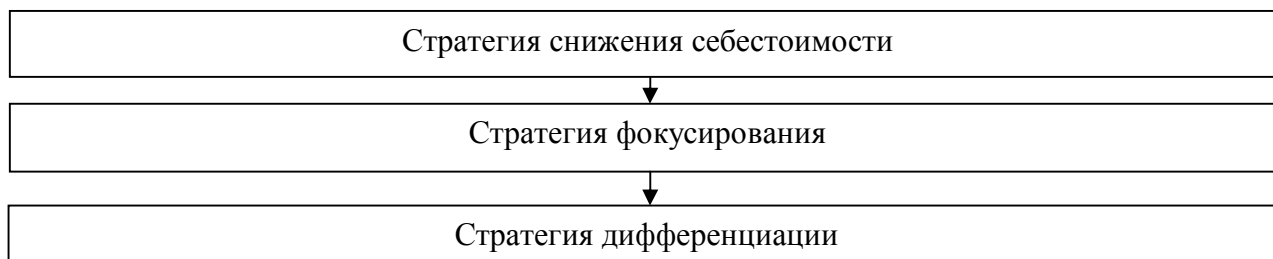 Стратегия снижения себестоимости
Стратегия фокусирования
Стратегия дифференциации